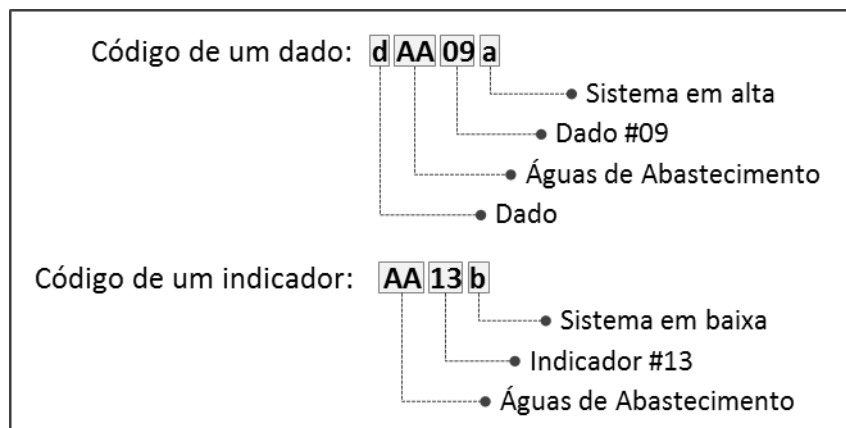 Código de um dado: d AA 09 a
Sistema em alta
Dado #09
Águas de Abastecimento
Dado
Código de um indicador: AA 13 b
Sistema em baixa
Indicador #13
Águas de Abastecimento